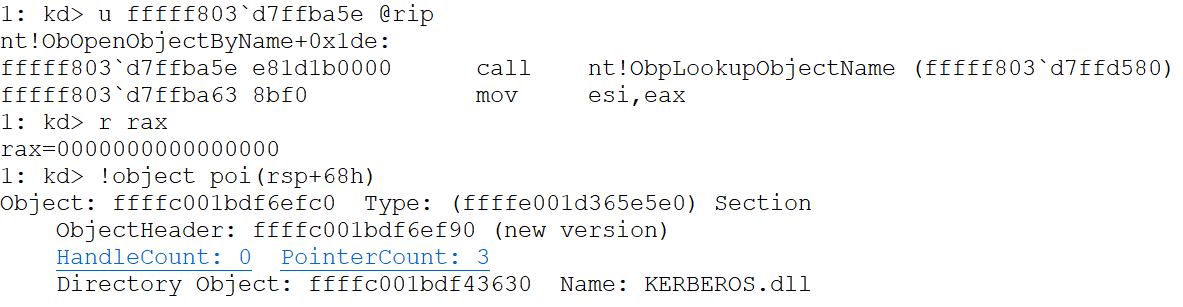 1: kd> u fffff803`d7ffba5e @rip
nt!ObOpenObjectByName+0x1de:
fffff803`d7ffba5e e81d1b0000      call    nt!ObpLookupObjectName (fffff803`d7ffd580)
fffff803`d7ffba63 8bf0            mov     esi,eax
1: kd> r rax
rax=0000000000000000
1: kd> !object poi(rsp+68h)
Object: ffffc001bdf6efc0  Type: (ffffe001d365e5e0) Section
    ObjectHeader: ffffc001bdf6ef90 (new version)
    HandleCount: 0  PointerCount: 3
    Directory Object: ffffc001bdf43630  Name: KERBEROS.dll